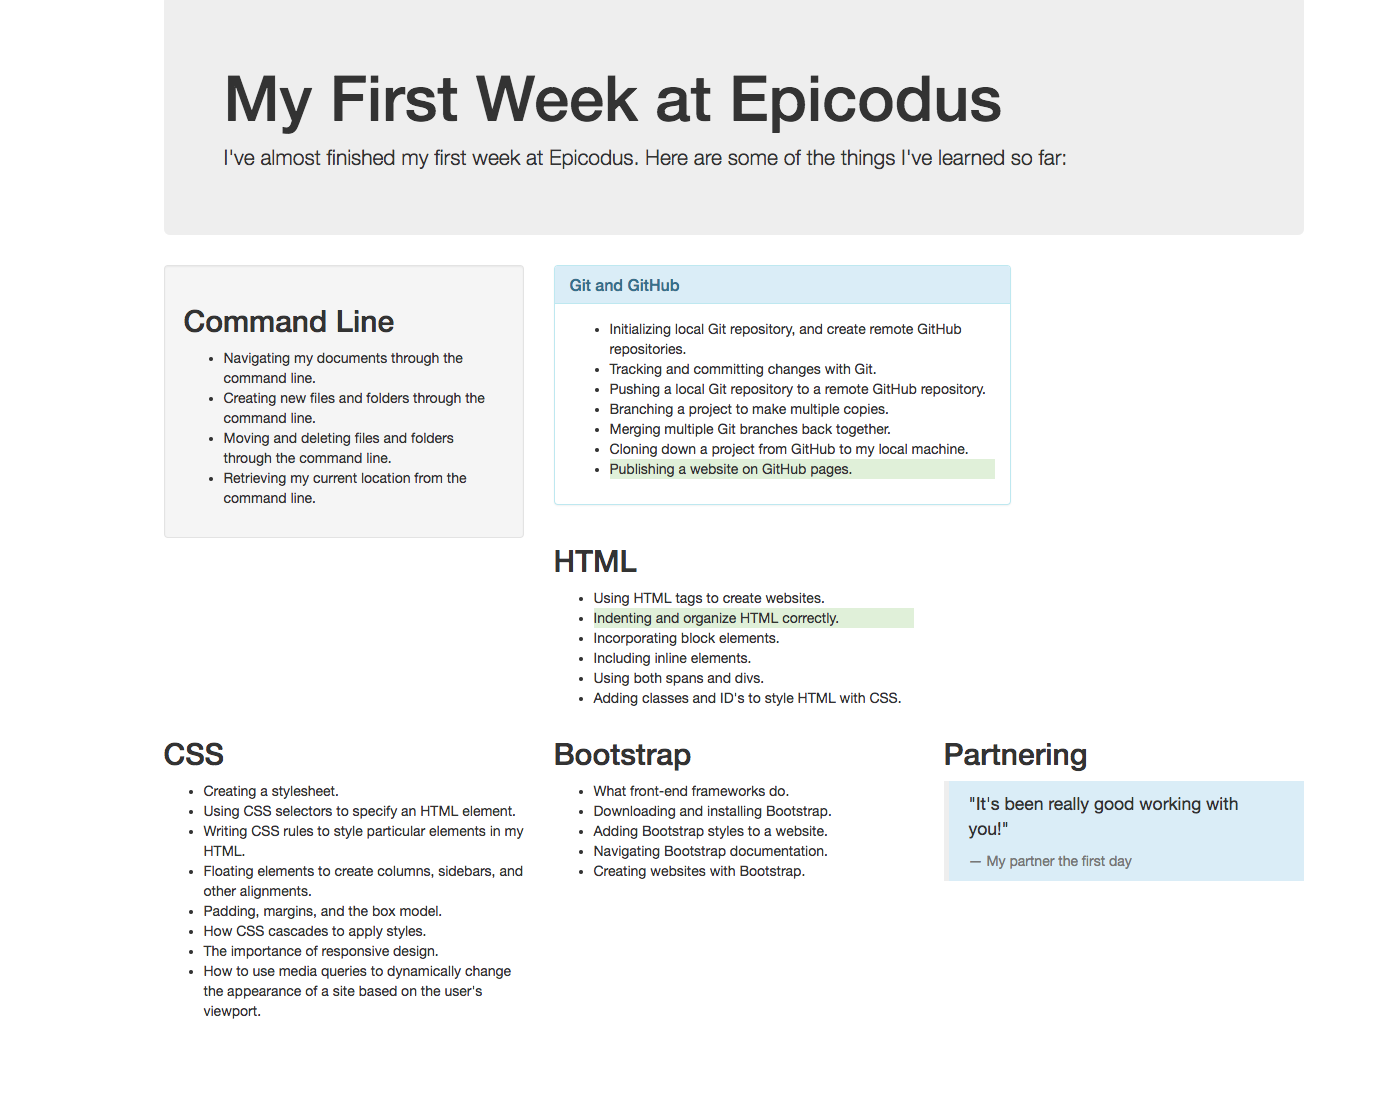 My First Week at Epicodus
I've almost finished my first week at Epicodus. Here are some of the things I've learned so far:
Command Line
Navigating my documents through the
command line.
Creating new files and folders through the
command line.
Moving and deleting files and folders
through the command line.
Retrieving my current location from the
command line.
Git and GitHub
Initializing local Git repository, and create remote GitHub
repositories.
Tracking and committing changes with Git.
Pushing a local Git repository to a remote GitHub repository.
Branching a project to make multiple copies.
Merging multiple Git branches back together.
Cloning down a project from GitHub to my local machine.
Publishing a website on GitHub pages.
HTML
Using HTML tags to create websites.
Indenting and organize HTML correctly.
Incorporating block elements.
Including inline elements.
Using both spans and divs.
Adding classes and ID's to style HTML with CSS.
CSS
Creating a stylesheet.
Using CSS selectors to specify an HTML element.
Writing CSS rules to style particular elements in my
HTML.
Floating elements to create columns, sidebars, and
other alignments.
Padding, margins, and the box model.
How CSS cascades to apply styles.
The importance of responsive design.
How to use media queries to dynamically change
the appearance of a site based on the user's
viewport.
Bootstrap
What front-end frameworks do.
Downloading and installing Bootstrap.
Adding Bootstrap styles to a website.
Navigating Bootstrap documentation.
Creating websites with Bootstrap.
Partnering
"It's been really good working with
you!"
— My partner the first day